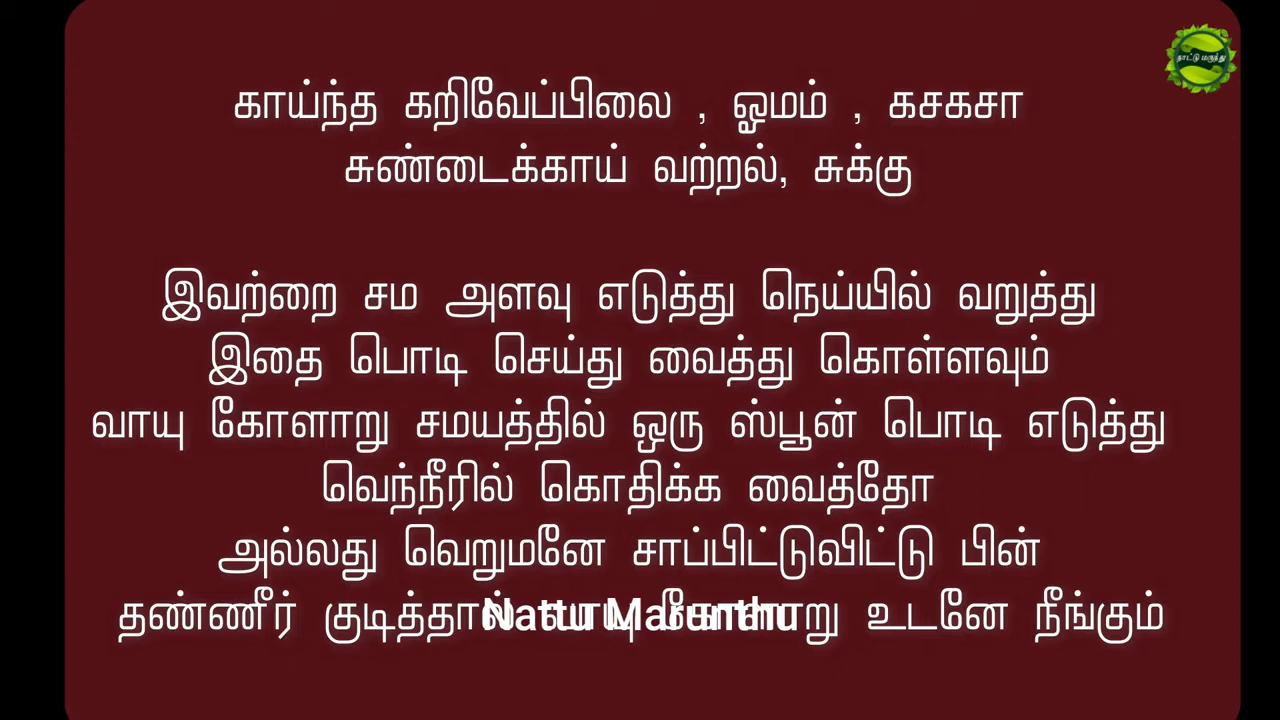 நாட்டு மருந்து
காய்ந்த கறிவேப்பிலை , ஓமம் , கசகசா
சுண்டைக்காய் வற்றல், சுக்கு
இவற்றை சம அளவு எடுத்து நெய்யில் வறுத்து
இதை பொடி செய்து வைத்து கொள்ளவும்
வாயு கோளாறு சமயத்தில் ஒரு ஸ்பூன் பொடி எடுத்து
வெந்நீரில் கொதிக்க வைத்தோ
அல்லது வெறுமனே சாப்பிட்டுவிட்டு பின்
தண்ணீர் குடித்தால் வாயு கோளாறு உடனே நீங்கும்
Nattu Marunthu